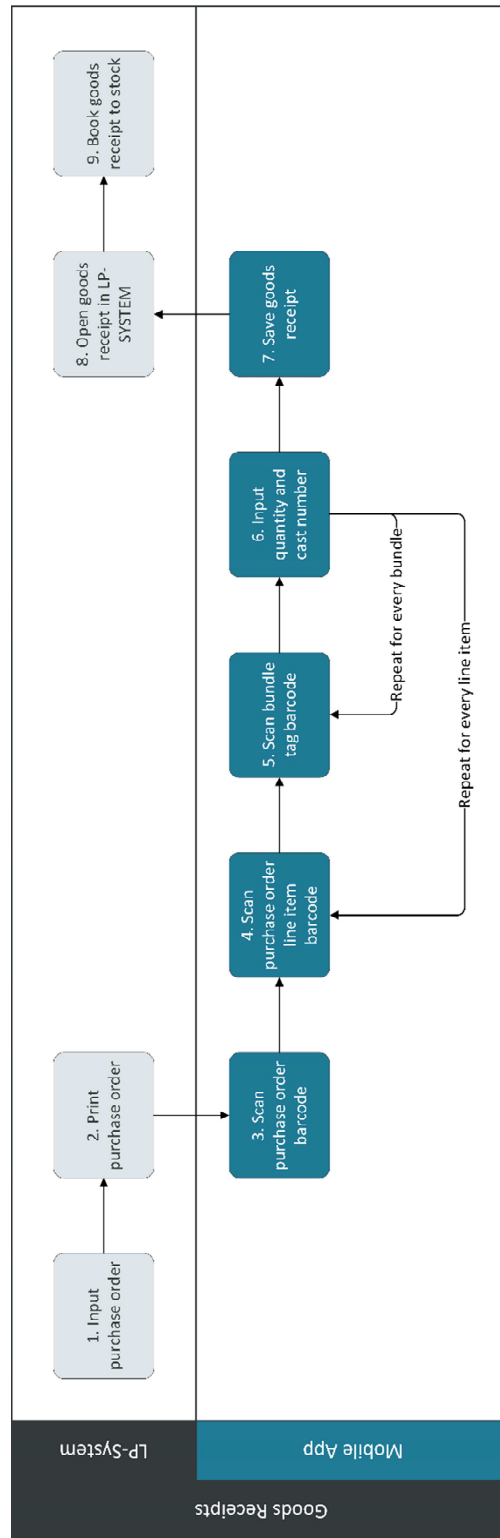 Goods Receipts
LP-System
1. Input
purchase order
2. Print
purchase order
8. Open goods
receipt in LP-
SYSTEM
9. Book goods
receipt to stock
Mobile App
3. Scan
purchase order
barcode
4. Scan
purchase order
line item
barcode
5. Scan bundle
tag barcode
6. Input
quantity and
cast number
7. Save goods
receipt
Repeat for every bundle
Repeat for every line item